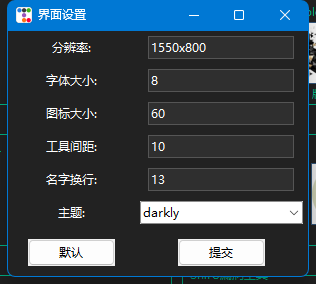 界面设置
分辨率: 1550x800
字体大小: 8
图标大小: 60
工具间距: 10
名字换行: 13
主题: darkly
默认 提交